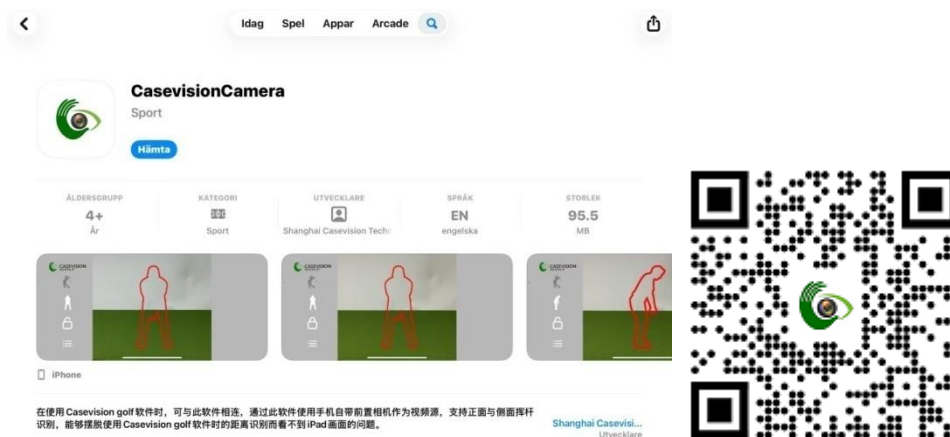 Idag Spel Appar Arcade
CasevisionCamera
Sport
Hämta
ÅLDERSGRUPP KATEGORI UTVECKLARE SPRÅK STORLEK
4+ EN 95.5
År Sport Shanghai Casevision Tech engelska MB
CASEVISION CASEVISION CASEVISION
iPhone
在使用 Casevision golf 软件时，可与此软件相连，通过此软件使用手机自带前置相机作为视频源，支持正面与侧面挥杆
识别，能够摆脱使用 Casevision golf 软件时的距离识别而看不到 iPad 画面的问题。
Shanghai Casevisi...
Utvecklare